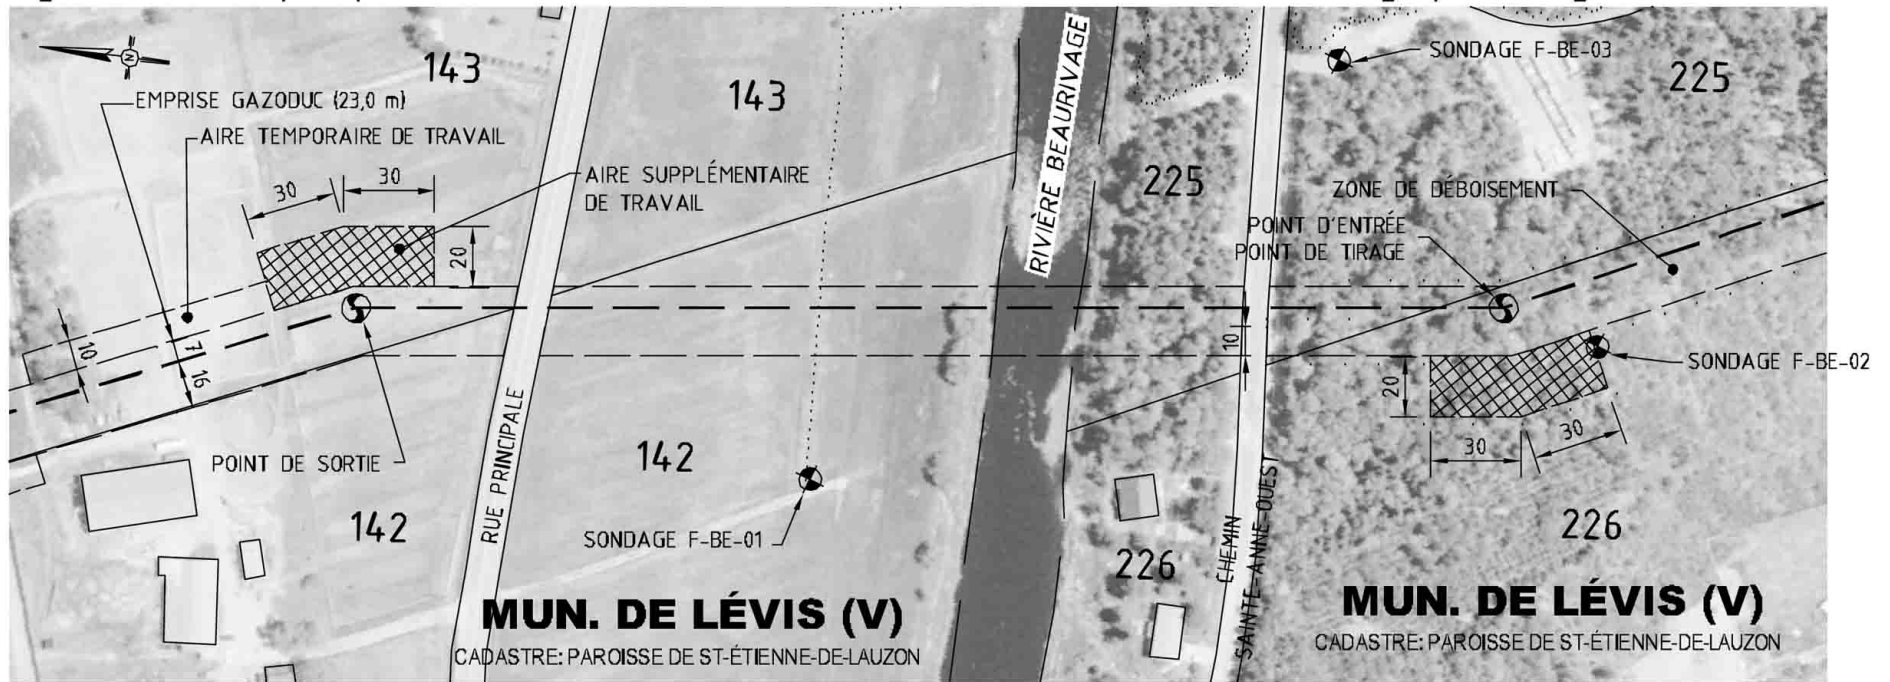 N
143
EMPRISE GAZODUC (23,0 m)
AIRE TEMPORAIRE DE TRAVAIL
30
30
20
AIRE SUPPLÉMENTAIRE
DE TRAVAIL
10
7
16
POINT DE SORTIE
142
RUE PRINCIPALE
143
142
SONDAGE F-BE-01
MUN. DE LÉVIS (V)
CADASTRE: PAROISSE DE ST-ÉTIENNE-DE-LAUZON
RIVIÈRE BEAURIVAGE
225
226
10
CHEMIN
SAINTE-ANNE-OUEST
SONDAGE F-BE-03
225
ZONE DE DÉBOISEMENT
POINT D'ENTRÉE
POINT DE TIRAGE
SONDAGE F-BE-02
20
30
30
226
MUN. DE LÉVIS (V)
CADASTRE: PAROISSE DE ST-ÉTIENNE-DE-LAUZON